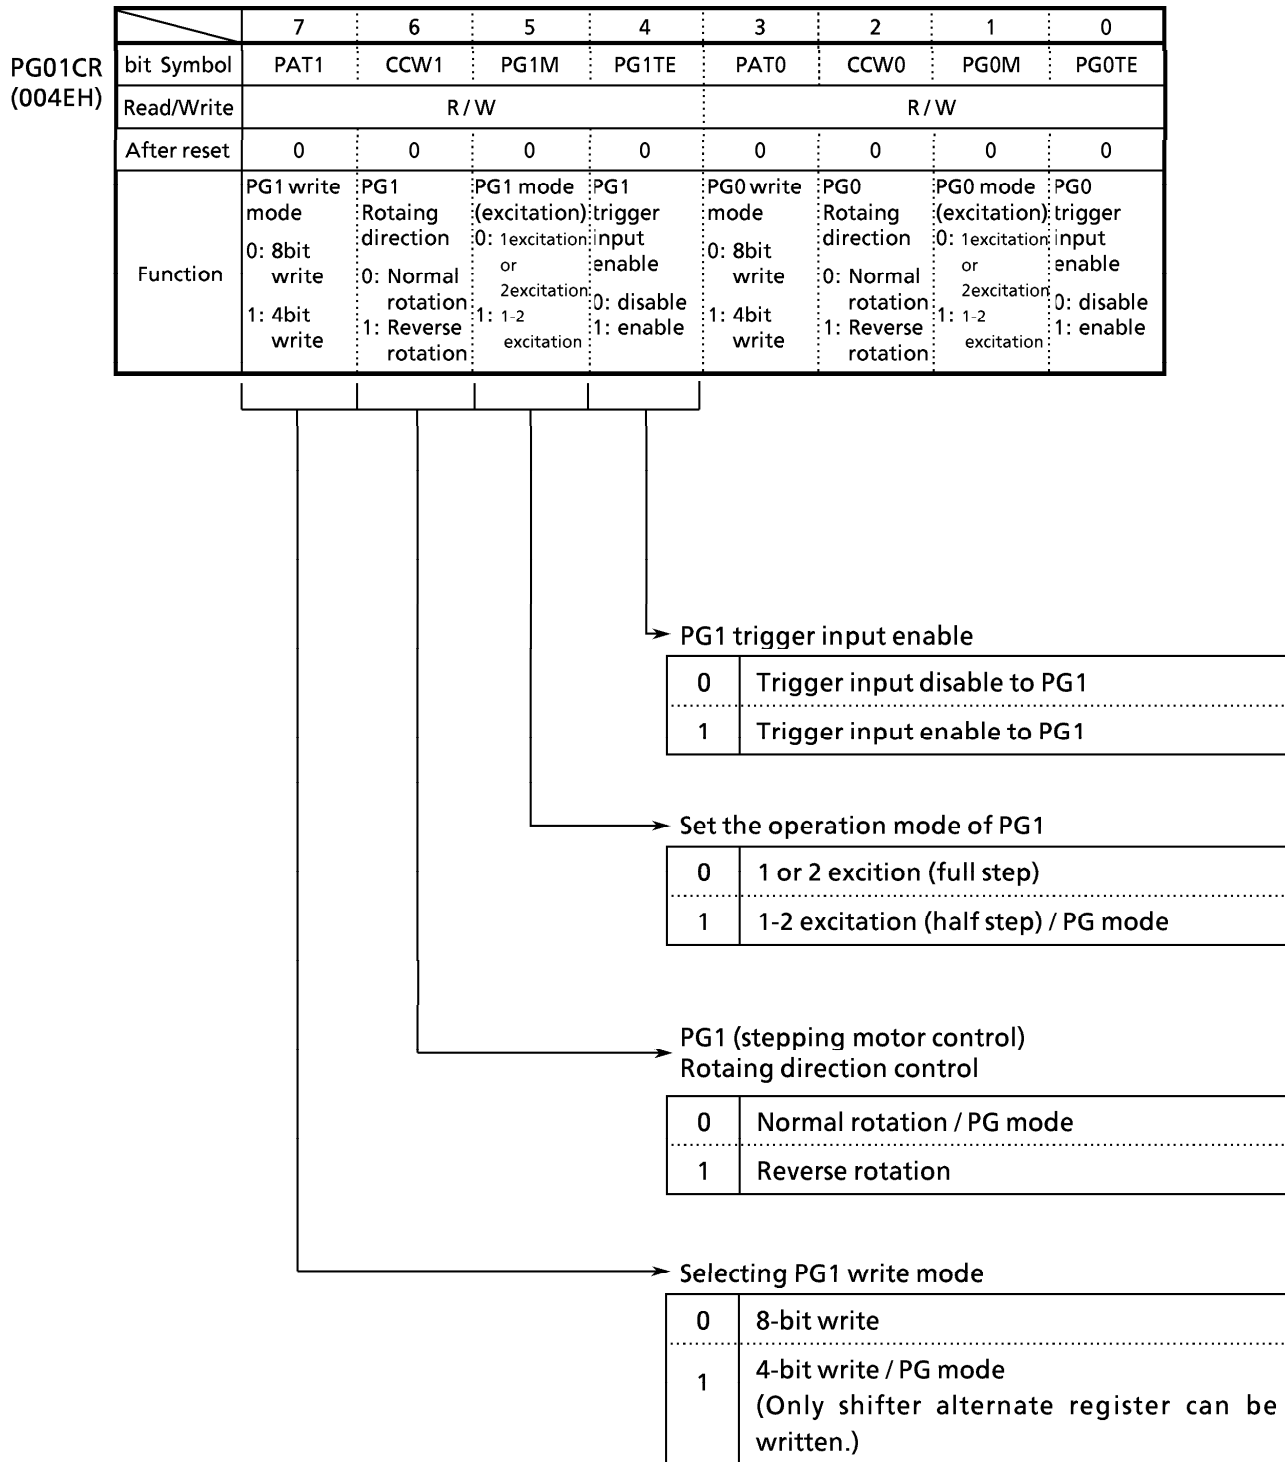 7 6 5 4 3 2 1 0
PG01CR
(004EH)
bit Symbol PAT1 CCW1 PG1M PG1TE PAT0 CCW0 PG0M PG0TE
Read/Write R / W R / W
After reset 0 0 0 0 0 0 0 0
Function
PG1 write
mode
0: 8bit
write
1: 4bit
write
PG1
Rotaing
direction
0: Normal
rotation
1: Reverse
rotation
PG1 mode
(excitation)
0: 1excitation
or
2excitation
1: 1-2
excitation
PG1
trigger
input
enable
0: disable
1: enable
PG0 write
mode
0: 8bit
write
1: 4bit
write
PG0
Rotaing
direction
0: Normal
rotation
1: Reverse
rotation
PG0 mode
(excitation)
0: 1excitation
or
2excitation
1: 1-2
excitation
PG0
trigger
input
enable
0: disable
1: enable
PG1 trigger input enable
0 Trigger input disable to PG1
1 Trigger input enable to PG1
Set the operation mode of PG1
0 1 or 2 excition (full step)
1 1-2 excitation (half step) / PG mode
PG1 (stepping motor control)
Rotaing direction control
0 Normal rotation / PG mode
1 Reverse rotation
Selecting PG1 write mode
0 8-bit write
1 4-bit write / PG mode
(Only shifter alternate register can be
written.)